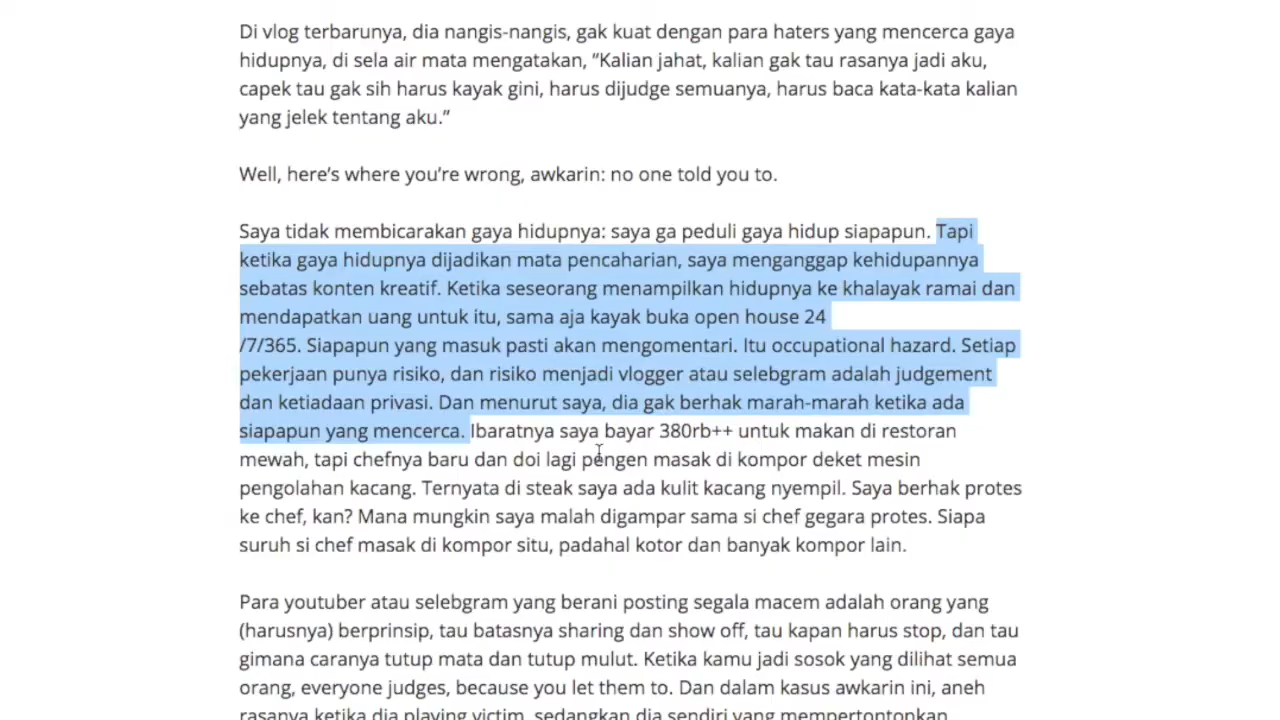 Di vlog terbarunya, dia nangis-nangis, gak kuat dengan para haters yang mencerca gaya
hidupnya, di sela air mata mengatakan, ”Kalian jahat, kalian gak tau rasanya jadi aku,
capek tau gak sih harus kayak gini, harus dijudge semuanya, harus baca kata-kata kalian
yang jelek tentang aku.”
Well, here’s where you’re wrong, awkarin: no one told you to.
Saya tidak membicarakan gaya hidupnya: saya ga peduli gaya hidup siapapun. Tapi
ketika gaya hidupnya dijadikan mata pencaharian, saya menganggap kehidupannya
sebatas konten kreatif. Ketika seseorang menampilkan hidupnya ke khalayak ramai dan
mendapatkan uang untuk itu, sama aja kayak buka open house 24
/7/365. Siapapun yang masuk pasti akan mengomentari. Itu occupational hazard. Setiap
pekerjaan punya risiko, dan risiko menjadi vlogger atau selebgram adalah judgement
dan ketiadaan privasi. Dan menurut saya, dia gak berhak marah-marah ketika ada
siapapun yang mencerca. Ibaratnya saya bayar 380rb++ untuk makan di restoran
mewah, tapi chefnya baru dan doi lagi pengen masak di kompor deket mesin
pengolahan kacang. Ternyata di steak saya ada kulit kacang nyempil. Saya berhak protes
ke chef, kan? Mana mungkin saya malah digampar sama si chef gegara protes. Siapa
suruh si chef masak di kompor situ, padahal kotor dan banyak kompor lain.
Para youtuber atau selebgram yang berani posting segala macem adalah orang yang
(harusnya) berprinsip, tau batasnya sharing dan show off, tau kapan harus stop, dan tau
gimana caranya tutup mata dan tutup mulut. Ketika kamu jadi sosok yang dilihat semua
orang, everyone judges, because you let them to. Dan dalam kasus awkarin ini, aneh
rasanya ketika dia playing victim, sedangkan dia sendiri yang mempertontonkan